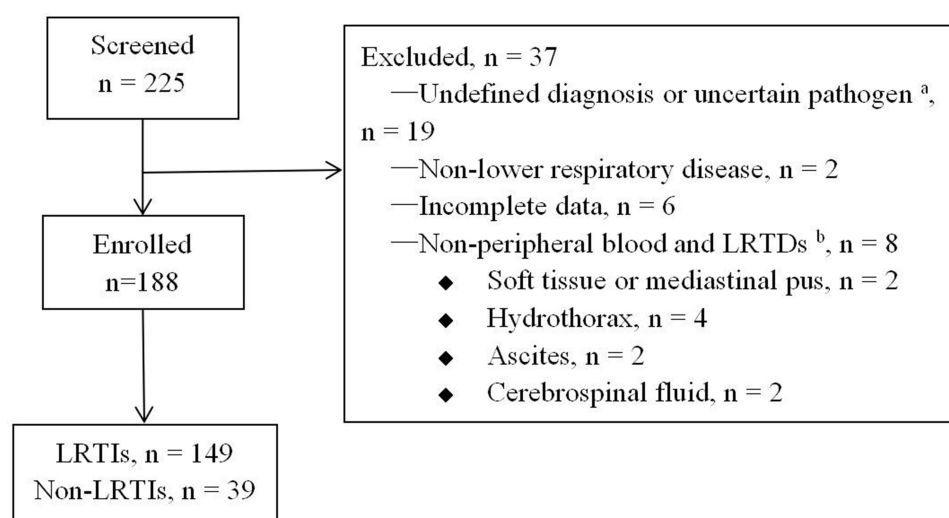 Screened
n = 225
Excluded, n = 37
—Undefined diagnosis or uncertain pathogen ᵃ,
n = 19
—Non-lower respiratory disease, n = 2
—Incomplete data, n = 6
—Non-peripheral blood and LRTDs ᵇ, n = 8
◆ Soft tissue or mediastinal pus, n = 2
◆ Hydrothorax, n = 4
◆ Ascites, n = 2
◆ Cerebrospinal fluid, n = 2
Enrolled
n=188
LRTIs, n = 149
Non-LRTIs, n = 39